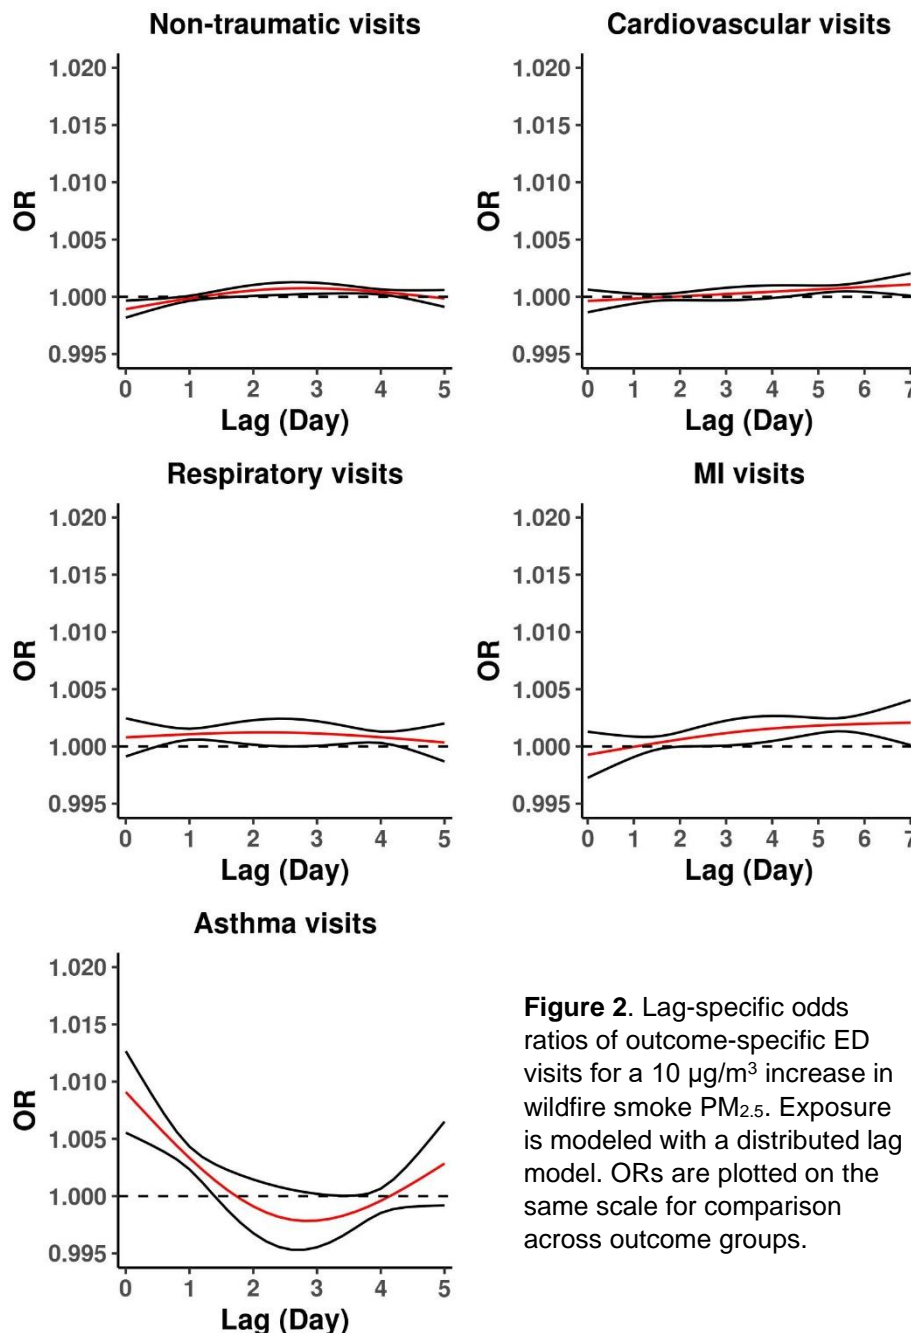 Non-traumatic visits
1.020
1.015
1.010
1.005
1.000
0.995
OR
0 1 2 3 4 5
Lag (Day)
Cardiovascular visits
1.020
1.015
1.010
1.005
1.000
0.995
OR
0 1 2 3 4 5 6 7
Lag (Day)
Respiratory visits
1.020
1.015
1.010
1.005
1.000
0.995
OR
0 1 2 3 4 5
Lag (Day)
MI visits
1.020
1.015
1.010
1.005
1.000
0.995
OR
0 1 2 3 4 5 6 7
Lag (Day)
Asthma visits
1.020
1.015
1.010
1.005
1.000
0.995
OR
0 1 2 3 4 5
Lag (Day)
Figure 2. Lag-specific odds
ratios of outcome-specific ED
visits for a 10 µg/m³ increase in
wildfire smoke PM₂.₅. Exposure
is modeled with a distributed lag
model. ORs are plotted on the
same scale for comparison
across outcome groups.